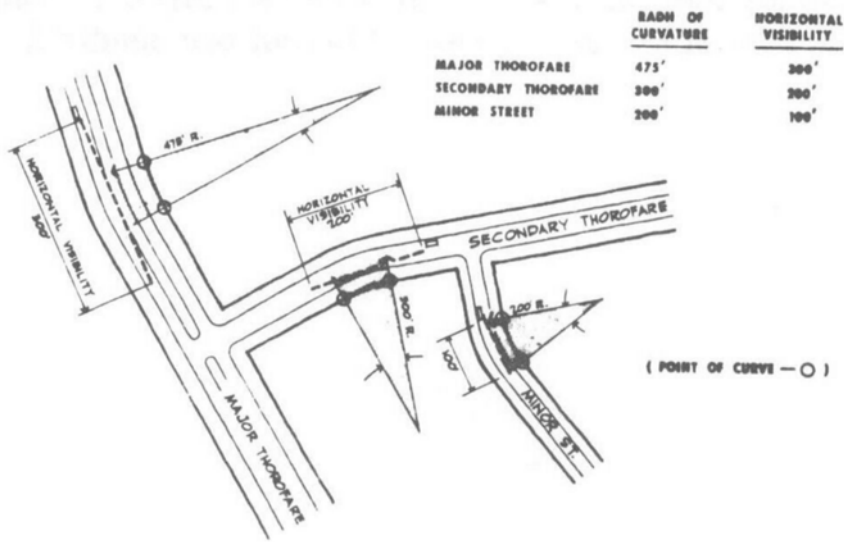 RADII OF
CURVATURE
HORIZONTAL
VISIBILITY
MAJOR THOROFARE 475' 300'
SECONDARY THOROFARE 300' 200'
MINOR STREET 200' 100'
475' R.
HORIZONTAL VISIBILITY
300'
HORIZONTAL
VISIBILITY
200'
SECONDARY THOROFARE
300' R.
200' R.
100'
( POINT OF CURVE — O )
MAJOR THOROFARE
MINOR ST.